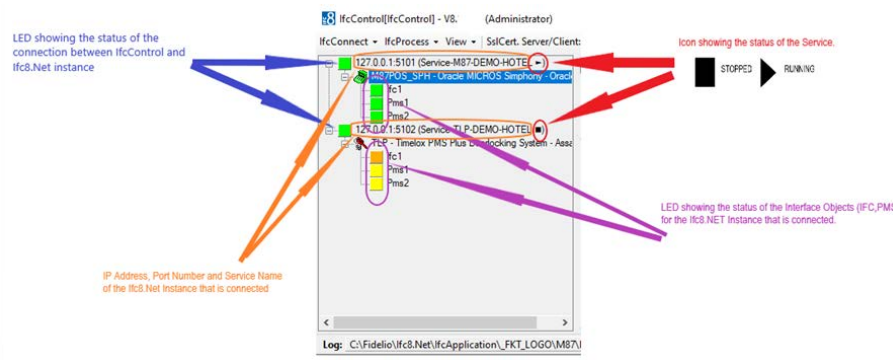 LED showing the status of the
connection between IfcControl and
Ifc8.Net instance
IfcControl[IfcControl] - V8. (Administrator)
IfcConnect IfcProcess View SslCert. Server/Client:
127.0.0.1:5101 (Service-M87-DEMO-HOTEL
M87POS_SPH - Oracle MICROS Simphony - Oracle
Ifc1
Pms1
Pms2
127.0.0.1:5102 (Service-TLP-DEMO-HOTEL
TLP - Timelox PMS Plus Doorlocking System - Assa
Ifc1
Pms1
Pms2
Icon showing the status of the Service.
STOPPED RUNNING
LED showing the status of the Interface Objects (IFC,PMS
for the Ifc8.NET Instance that is connected.
IP Address, Port Number and Service Name
of the Ifc8.Net Instance that is connected
Log: C:\Fidelio\Ifc8.Net\IfcApplication\_FKT_LOGO\M87\